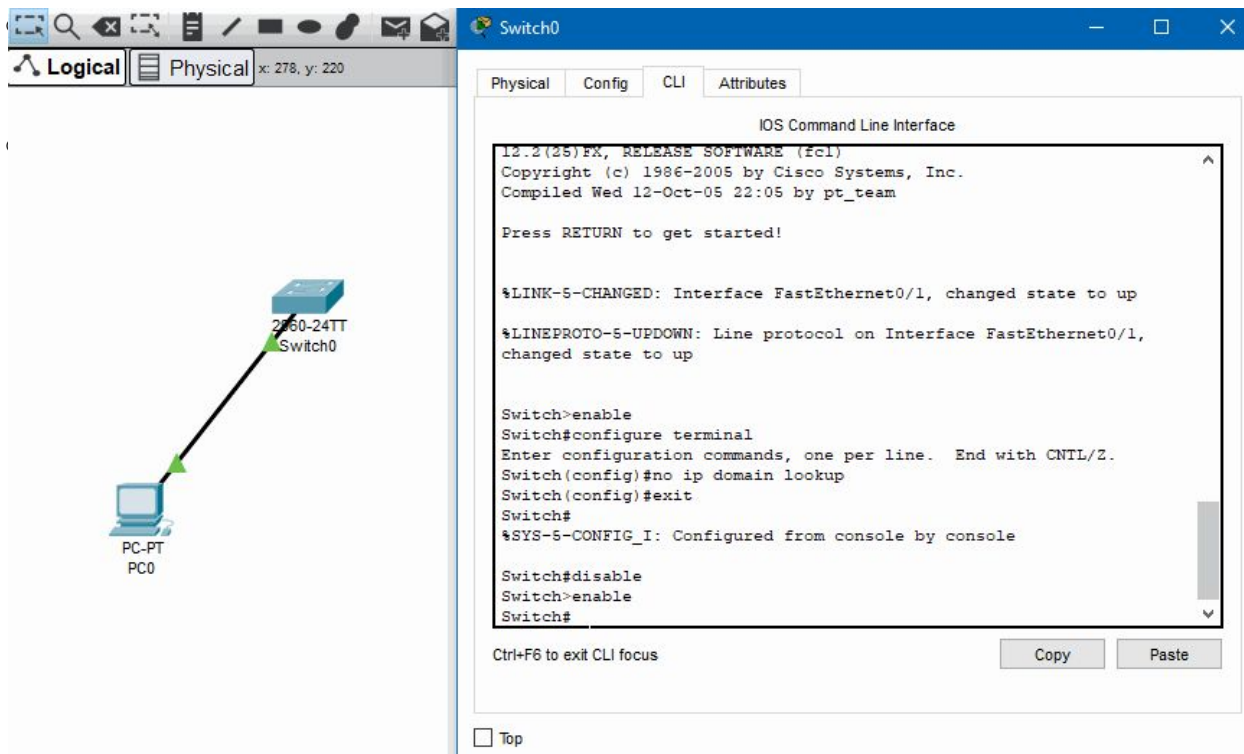 Logical
Physical
x: 278, y: 220
2960-24TT
Switch0
PC-PT
PC0
Switch0
Physical
Config
CLI
Attributes
IOS Command Line Interface
12.2(25)FX, RELEASE SOFTWARE (fc1)
Copyright (c) 1986-2005 by Cisco Systems, Inc.
Compiled Wed 12-Oct-05 22:05 by pt_team
Press RETURN to get started!
%LINK-5-CHANGED: Interface FastEthernet0/1, changed state to up
%LINEPROTO-5-UPDOWN: Line protocol on Interface FastEthernet0/1,
changed state to up
Switch>enable
Switch#configure terminal
Enter configuration commands, one per line.  End with CNTL/Z.
Switch(config)#no ip domain lookup
Switch(config)#exit
Switch#
%SYS-5-CONFIG_I: Configured from console by console
Switch#disable
Switch>enable
Switch#
Ctrl+F6 to exit CLI focus
Copy
Paste
Top